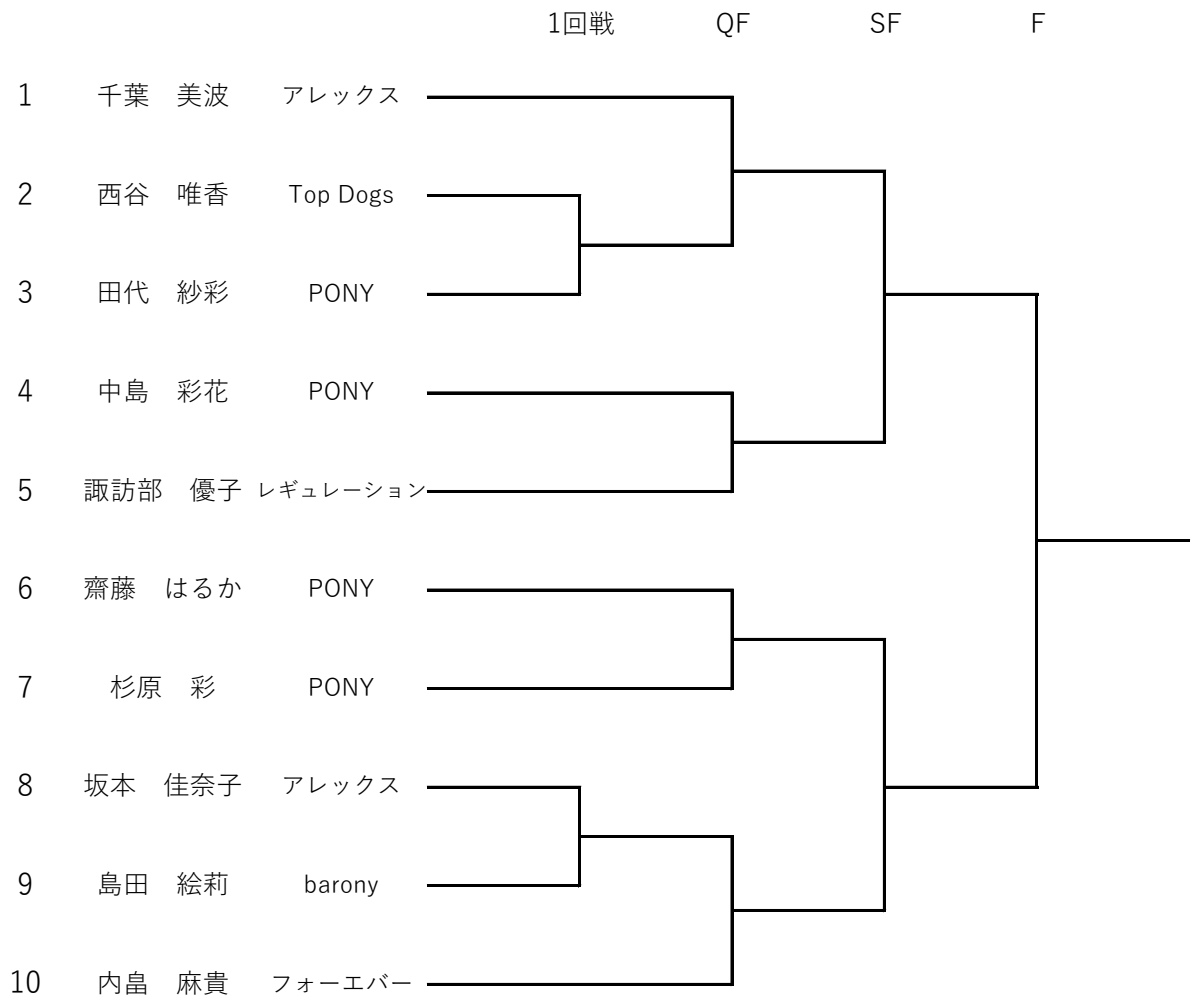 1回戦 QF SF F
1 千葉　美波 アレックス
2 西谷　唯香 Top Dogs
3 田代　紗彩 PONY
4 中島　彩花 PONY
5 諏訪部　優子 レギュレーション
6 齋藤　はるか PONY
7 杉原　彩 PONY
8 坂本　佳奈子 アレックス
9 島田　絵莉 barony
10 内畠　麻貴 フォーエバー